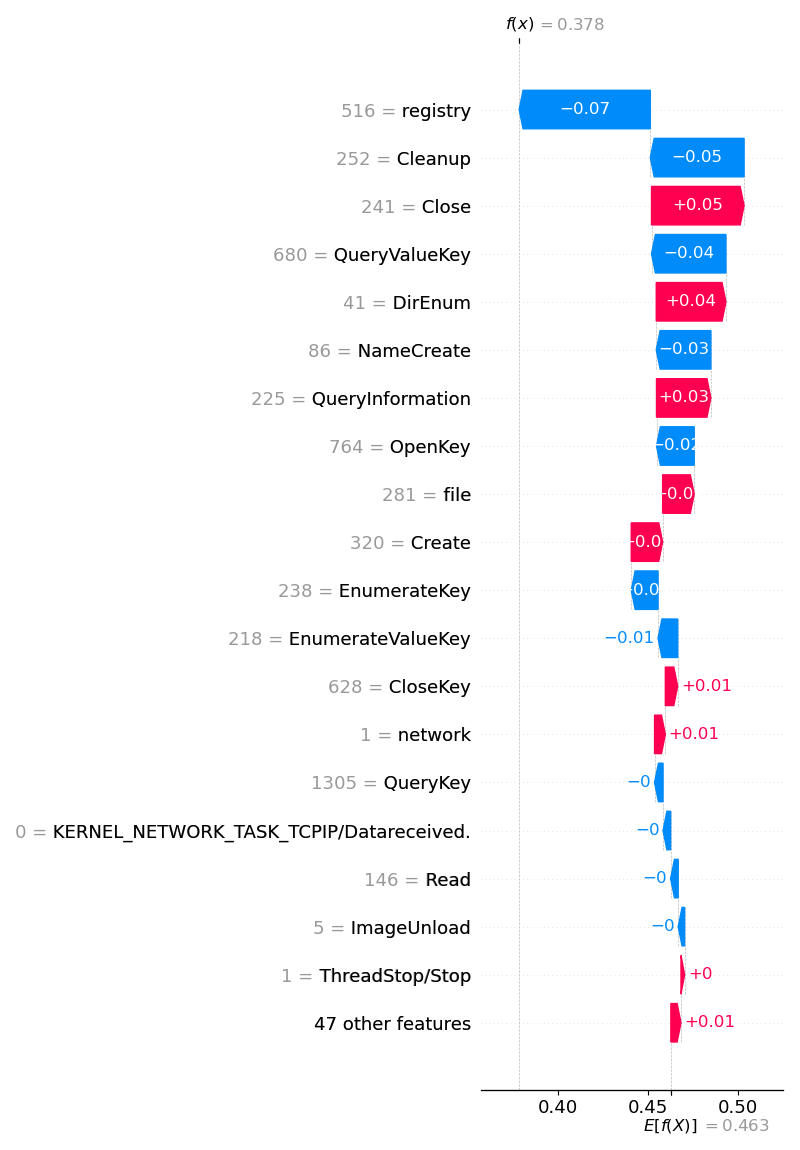 f(x) = 0.378
516 = registry −0.07
252 = Cleanup −0.05
241 = Close +0.05
680 = QueryValueKey −0.04
41 = DirEnum +0.04
86 = NameCreate −0.03
225 = QueryInformation +0.03
764 = OpenKey −0.02
281 = file
320 = Create
238 = EnumerateKey
218 = EnumerateValueKey −0.01
628 = CloseKey +0.01
1 = network +0.01
1305 = QueryKey −0
0 = KERNEL_NETWORK_TASK_TCPIP/Datareceived. −0
146 = Read −0
5 = ImageUnload −0
1 = ThreadStop/Stop +0
47 other features +0.01
0.40 0.45 0.50
E[f(X)] = 0.463